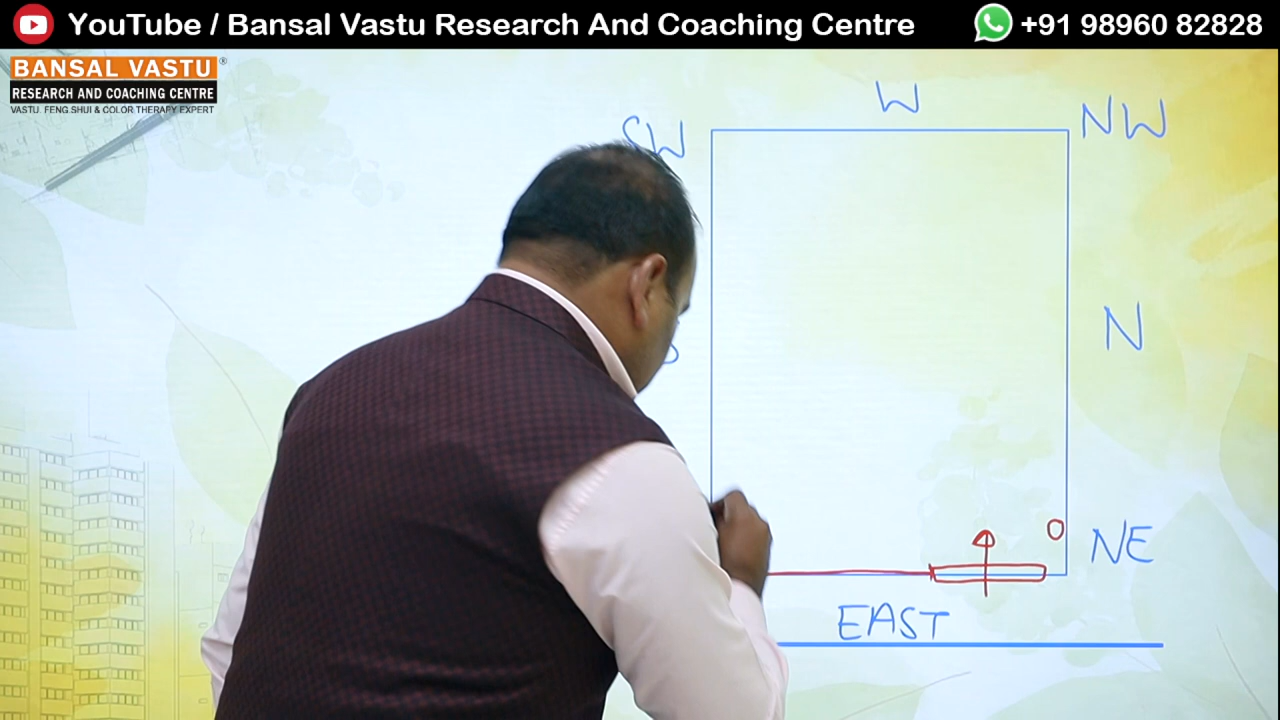 YouTube / Bansal Vastu Research And Coaching Centre
+91 98960 82828
BANSAL VASTU®
RESEARCH AND COACHING CENTRE
VASTU, FENG SHUI & COLOR THERAPY EXPERT
W
SW
NW
N
S
NE
O
EAST